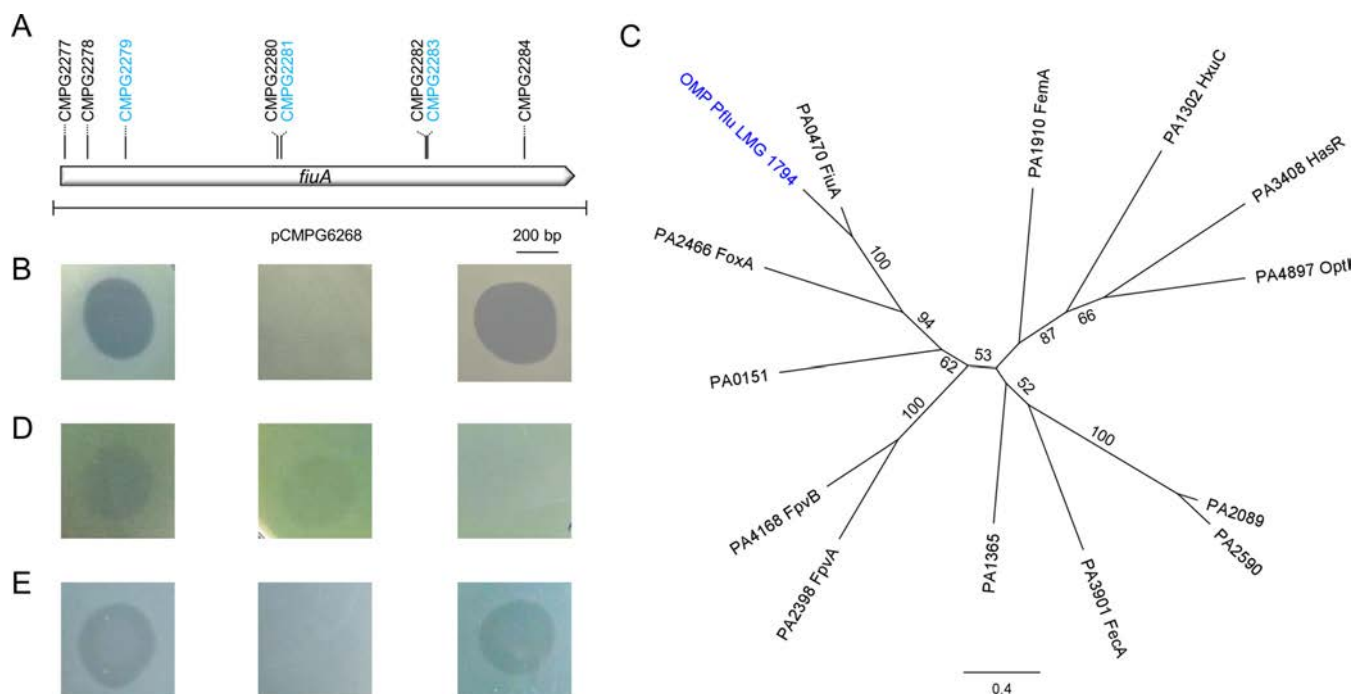 A
CMPG2277
CMPG2278
CMPG2279
CMPG2280
CMPG2281
CMPG2282
CMPG2283
CMPG2284
fiuA
pCMPG6268
200 bp
B
D
E
C
OMP Pflu LMG 1794
PA0470 FiuA
PA1910 FemA
PA1302 HxuC
PA3408 HasR
PA4897 OptI
PA2466 FoxA
100
94
PA0151
62
53
87
66
52
100
100
PA4168 FpvB
PA2398 FpvA
PA1365
PA3901 FecA
PA2089
PA2590
0.4